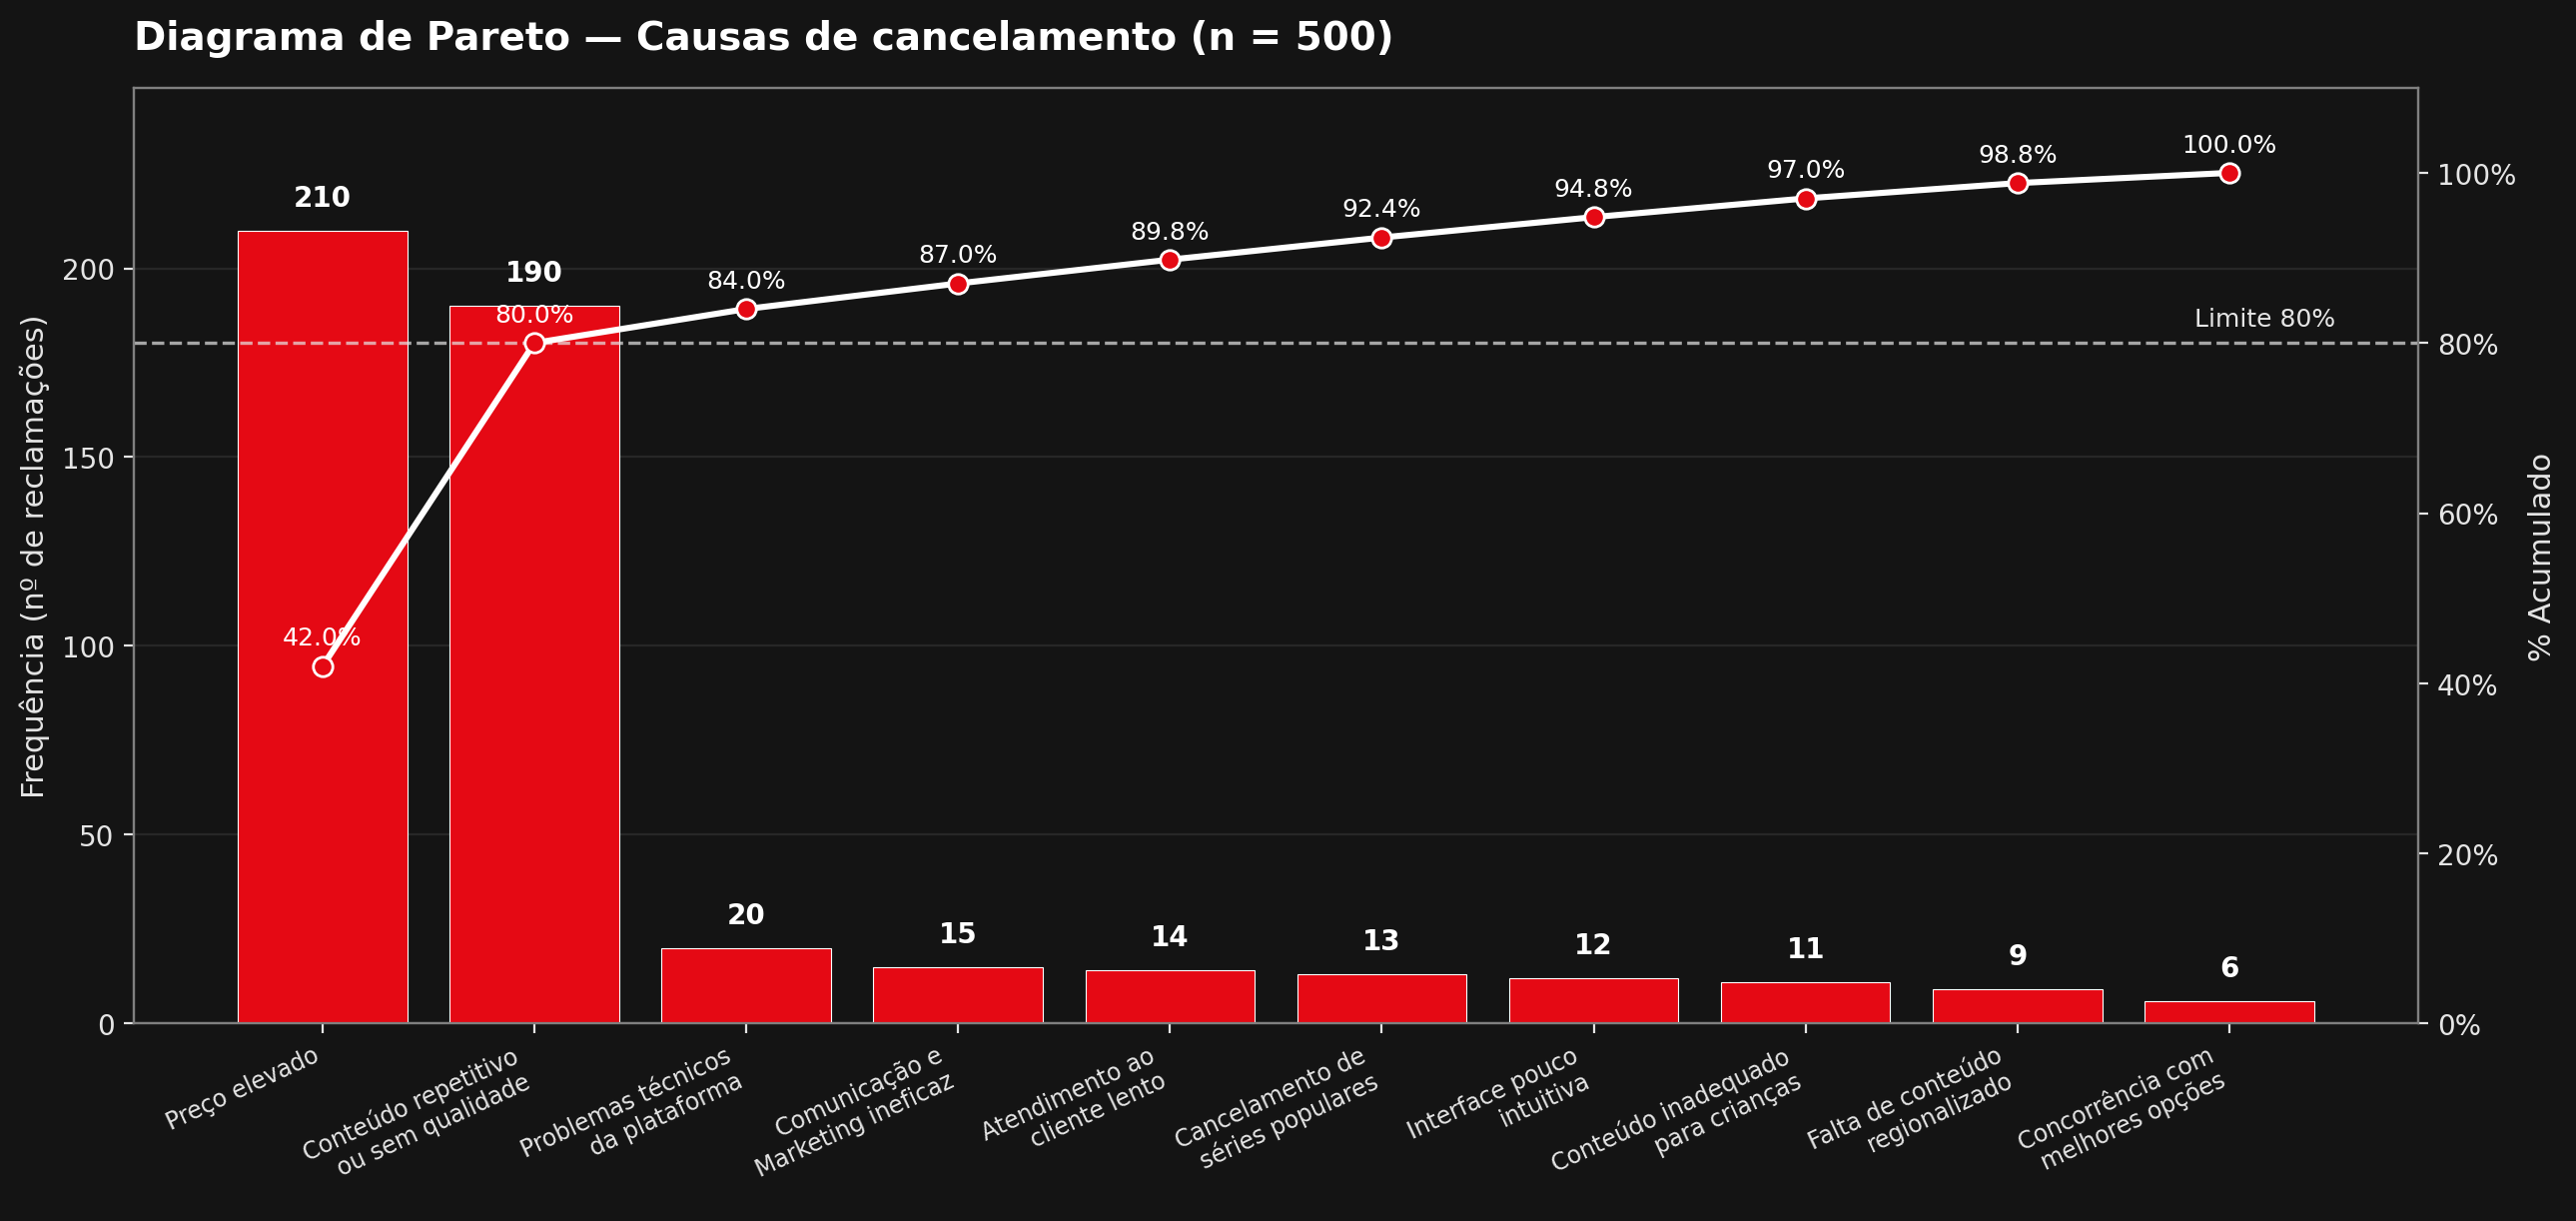 Diagrama de Pareto — Causas de cancelamento (n = 500)
Frequência (nº de reclamações)
200
150
100
50
0
210
190
20
15
14
13
12
11
9
6
42.0%
80.0%
84.0%
87.0%
89.8%
92.4%
94.8%
97.0%
98.8%
100.0%
Limite 80%
100%
80%
60%
40%
20%
0%
% Acumulado
Preço elevado
Conteúdo repetitivo
ou sem qualidade
Problemas técnicos
da plataforma
Comunicação e
Marketing ineficaz
Atendimento ao
cliente lento
Cancelamento de
séries populares
Interface pouco
intuitiva
Conteúdo inadequado
para crianças
Falta de conteúdo
regionalizado
Concorrência com
melhores opções